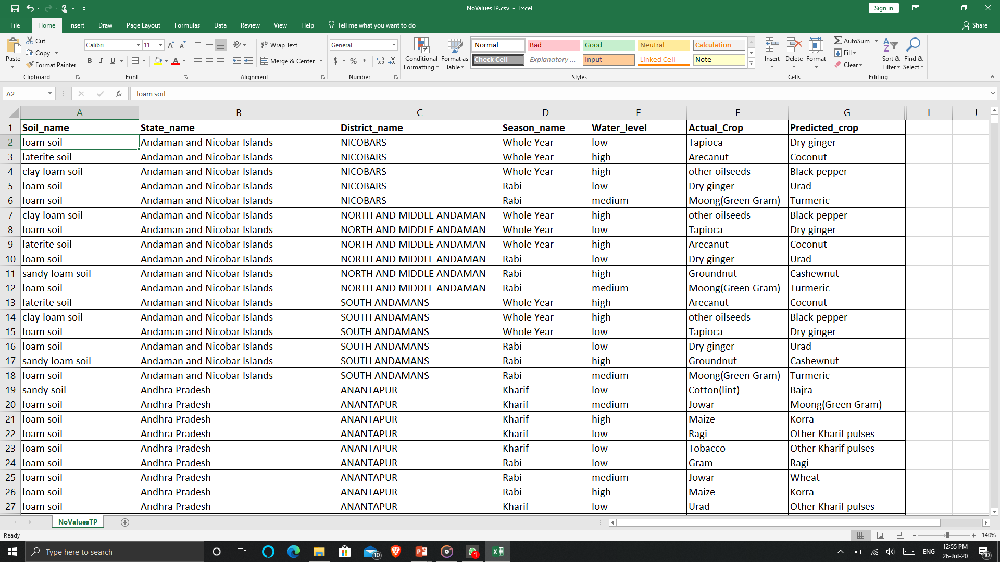 NoValuesTP.csv - Excel
Sign in
File Home Insert Draw Page Layout Formulas Data Review View Help Tell me what you want to do Share
Paste
Cut
Copy
Format Painter
Clipboard
Calibri 11
B I U
Font
Wrap Text
Merge & Center
Alignment
General
$ % ,
Number
Conditional Formatting
Format as Table
Normal Bad Good Neutral Calculation
Check Cell Explanatory ... Input Linked Cell Note
Styles
Insert Delete Format
Cells
AutoSum
Fill
Clear
Sort & Filter
Find & Select
Editing
A2 fx loam soil
A B C D E F G I J
1 Soil_name State_name District_name Season_name Water_level Actual_Crop Predicted_crop
2 loam soil Andaman and Nicobar Islands NICOBARS Whole Year low Tapioca Dry ginger
3 laterite soil Andaman and Nicobar Islands NICOBARS Whole Year high Arecanut Coconut
4 clay loam soil Andaman and Nicobar Islands NICOBARS Whole Year high other oilseeds Black pepper
5 loam soil Andaman and Nicobar Islands NICOBARS Rabi low Dry ginger Urad
6 loam soil Andaman and Nicobar Islands NICOBARS Rabi medium Moong(Green Gram) Turmeric
7 clay loam soil Andaman and Nicobar Islands NORTH AND MIDDLE ANDAMAN Whole Year high other oilseeds Black pepper
8 loam soil Andaman and Nicobar Islands NORTH AND MIDDLE ANDAMAN Whole Year low Tapioca Dry ginger
9 laterite soil Andaman and Nicobar Islands NORTH AND MIDDLE ANDAMAN Whole Year high Arecanut Coconut
10 loam soil Andaman and Nicobar Islands NORTH AND MIDDLE ANDAMAN Rabi low Dry ginger Urad
11 sandy loam soil Andaman and Nicobar Islands NORTH AND MIDDLE ANDAMAN Rabi high Groundnut Cashewnut
12 loam soil Andaman and Nicobar Islands NORTH AND MIDDLE ANDAMAN Rabi medium Moong(Green Gram) Turmeric
13 laterite soil Andaman and Nicobar Islands SOUTH ANDAMANS Whole Year high Arecanut Coconut
14 clay loam soil Andaman and Nicobar Islands SOUTH ANDAMANS Whole Year high other oilseeds Black pepper
15 loam soil Andaman and Nicobar Islands SOUTH ANDAMANS Whole Year low Tapioca Dry ginger
16 loam soil Andaman and Nicobar Islands SOUTH ANDAMANS Rabi low Dry ginger Urad
17 sandy loam soil Andaman and Nicobar Islands SOUTH ANDAMANS Rabi high Groundnut Cashewnut
18 loam soil Andaman and Nicobar Islands SOUTH ANDAMANS Rabi medium Moong(Green Gram) Turmeric
19 sandy soil Andhra Pradesh ANANTAPUR Kharif low Cotton(lint) Bajra
20 loam soil Andhra Pradesh ANANTAPUR Kharif medium Jowar Moong(Green Gram)
21 loam soil Andhra Pradesh ANANTAPUR Kharif high Maize Korra
22 loam soil Andhra Pradesh ANANTAPUR Kharif low Ragi Other Kharif pulses
23 loam soil Andhra Pradesh ANANTAPUR Kharif low Tobacco Other Kharif pulses
24 loam soil Andhra Pradesh ANANTAPUR Rabi low Gram Ragi
25 loam soil Andhra Pradesh ANANTAPUR Rabi medium Jowar Wheat
26 loam soil Andhra Pradesh ANANTAPUR Rabi high Maize Korra
27 loam soil Andhra Pradesh ANANTAPUR Kharif low Urad Other Kharif pulses
NoValuesTP
Ready 140%
Type here to search 10 1 ENG 12:55 PM 10
26-Jul-20